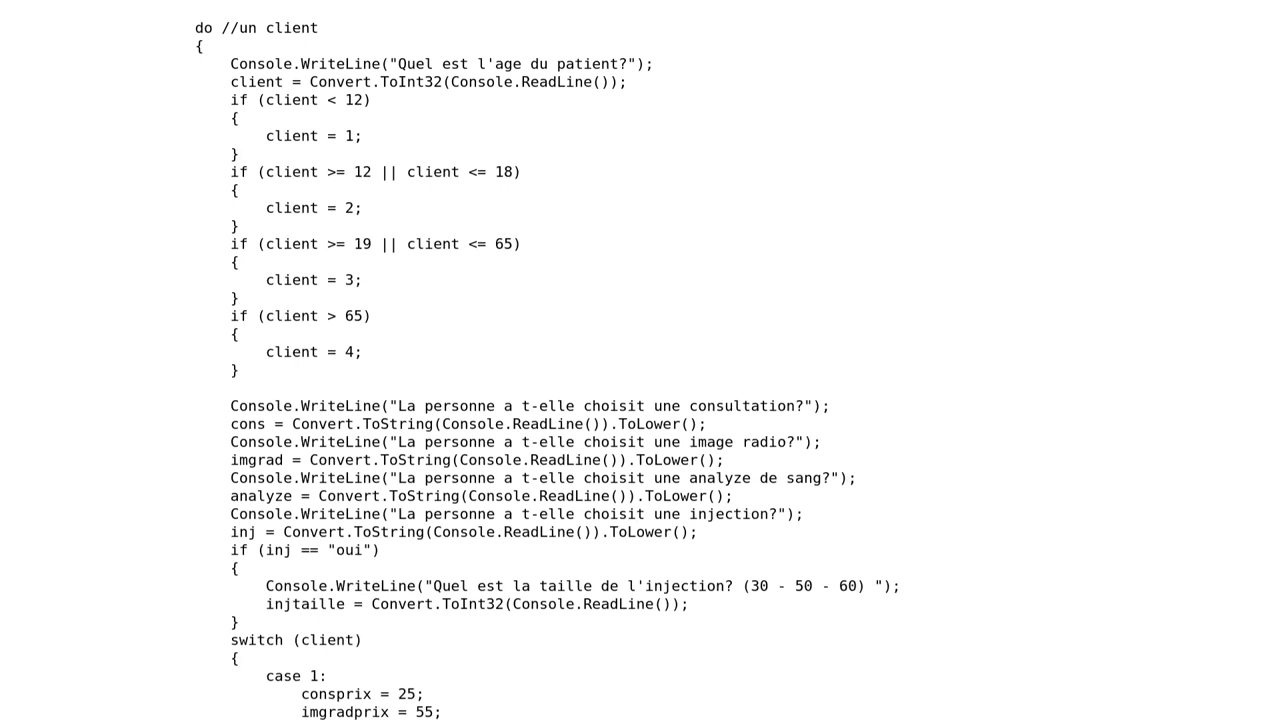 do //un client
{
    Console.WriteLine("Quel est l'age du patient?");
    client = Convert.ToInt32(Console.ReadLine());
    if (client < 12)
    {
        client = 1;
    }
    if (client >= 12 || client <= 18)
    {
        client = 2;
    }
    if (client >= 19 || client <= 65)
    {
        client = 3;
    }
    if (client > 65)
    {
        client = 4;
    }

    Console.WriteLine("La personne a t-elle choisit une consultation?");
    cons = Convert.ToString(Console.ReadLine()).ToLower();
    Console.WriteLine("La personne a t-elle choisit une image radio?");
    imgrad = Convert.ToString(Console.ReadLine()).ToLower();
    Console.WriteLine("La personne a t-elle choisit une analyze de sang?");
    analyze = Convert.ToString(Console.ReadLine()).ToLower();
    Console.WriteLine("La personne a t-elle choisit une injection?");
    inj = Convert.ToString(Console.ReadLine()).ToLower();
    if (inj == "oui")
    {
        Console.WriteLine("Quel est la taille de l'injection? (30 - 50 - 60) ");
        injtaille = Convert.ToInt32(Console.ReadLine());
    }
    switch (client)
    {
        case 1:
            consprix = 25;
            imgradprix = 55;